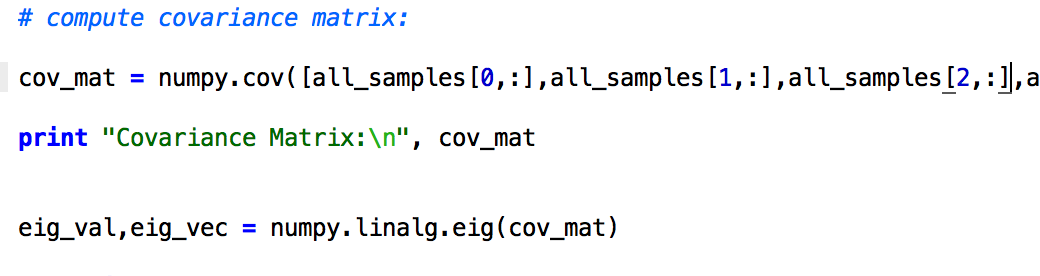 # compute covariance matrix:
cov_mat = numpy.cov([all_samples[0,:],all_samples[1,:],all_samples[2,:],a
print "Covariance Matrix:\n", cov_mat
eig_val,eig_vec = numpy.linalg.eig(cov_mat)